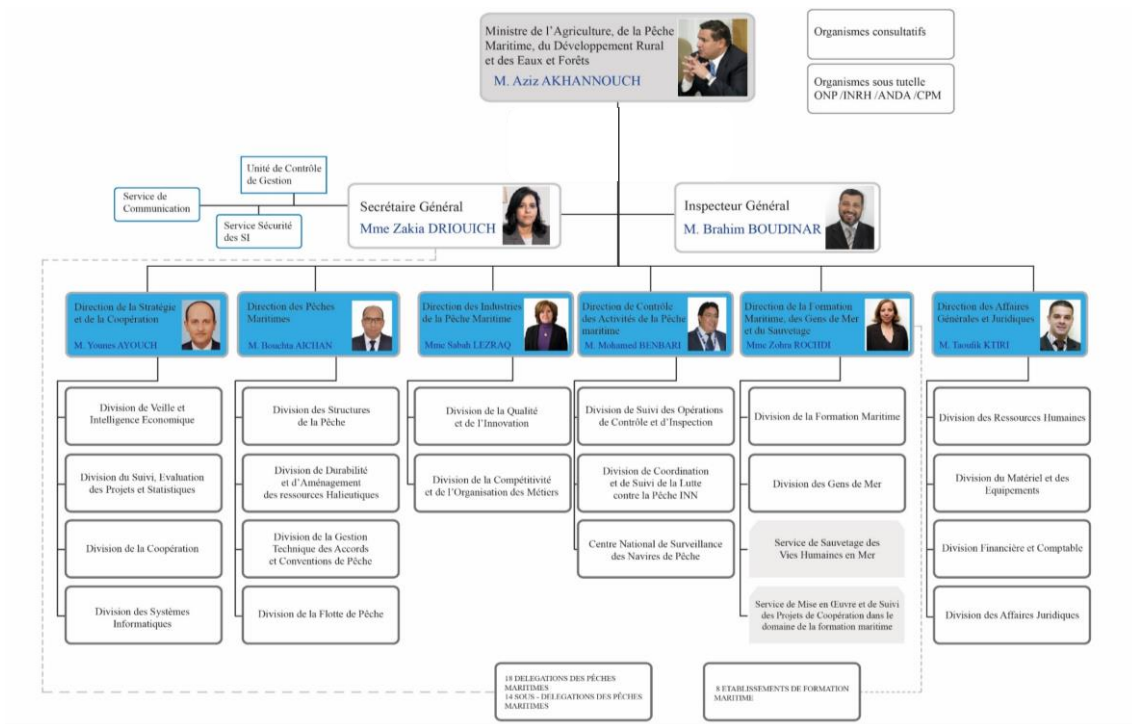 Ministre de l'Agriculture, de la Pêche
Maritime, du Développement Rural
et des Eaux et Forêts
M. Aziz AKHANNOUCH
Organismes consultatifs
Organismes sous tutelle
ONP /INRH /ANDA /CPM
Unité de Contrôle
de Gestion
Service de
Communication
Service Sécurité
des SI
Secrétaire Général
Mme Zakia DRIOUICH
Inspecteur Général
M. Brahim BOUDINAR
Direction de la Stratégie
et de la Coopération
M. Younes AYOUCH
Direction des Pêches
Maritimes
M. Bouchta AICHAN
Direction des Industries
de la Pêche Maritime
Mme Sabah LEZRAQ
Direction de Contrôle
des Activités de la Pêche
maritime
M. Mohamed BENBARI
Direction de la Formation
Maritime, des Gens de Mer
et du Sauvetage
Mme Zohra ROCHDI
Direction des Affaires
Générales et Juridiques
M. Taoufik KTIRI
Division de Veille et
Intelligence Economique
Division du Suivi, Evaluation
des Projets et Statistiques
Division de la Coopération
Division des Systèmes
Informatiques
Division des Structures
de la Pêche
Division de Durabilité
et d'Aménagement
des ressources Halieutiques
Division de la Gestion
Technique des Accords
et Conventions de Pêche
Division de la Flotte de Pêche
Division de la Qualité
et de l'Innovation
Division de la Compétitivité
et de l'Organisation des Métiers
Division de Suivi des Opérations
de Contrôle et d'Inspection
Division de Coordination
et de Suivi de la Lutte
contre la Pêche INN
Centre National de Surveillance
des Navires de Pêche
Division de la Formation Maritime
Division des Gens de Mer
Service de Sauvetage des
Vies Humaines en Mer
Service de Mise en Œuvre et de Suivi
des Projets de Coopération dans le
domaine de la formation maritime
Division des Ressources Humaines
Division du Matériel et des
Equipements
Division Financière et Comptable
Division des Affaires Juridiques
18 DELEGATIONS DES PÊCHES
MARITIMES
14 SOUS - DELEGATIONS DES PÊCHES
MARITIMES
8 ETABLISSEMENTS DE FORMATION
MARITIME